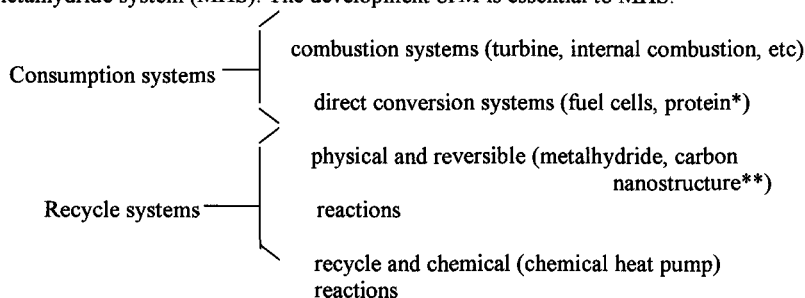 metalhydride system (MHS). The development of M is essential to MHS.
combustion systems (turbine, internal combustion, etc)
Consumption systems
direct conversion systems (fuel cells, protein*)
physical and reversible (metalhydride, carbon
nanostructure**)
Recycle systems
reactions
recycle and chemical (chemical heat pump)
reactions